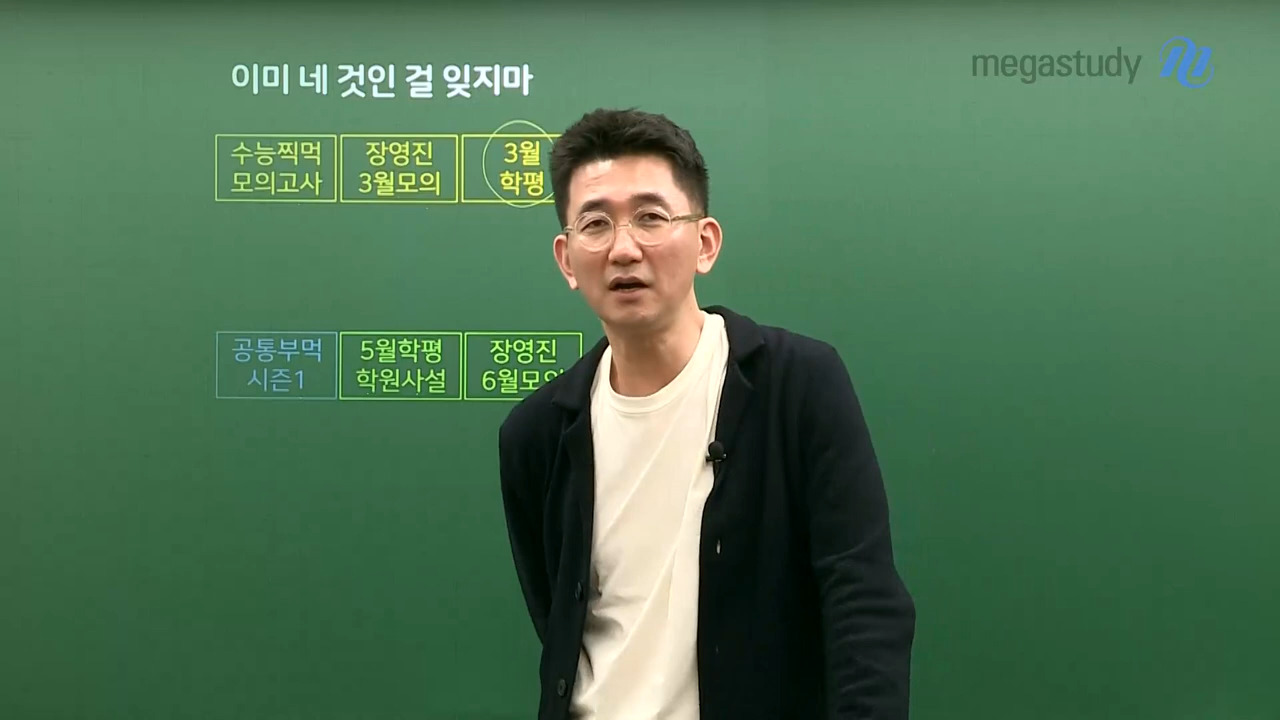 megastudy
이미 네 것인 걸 잊지마
수능찍먹 모의고사
장영진 3월모의
3월 학평
공통부먹 시즌1
5월학평 학원사설
장영진 6월모의